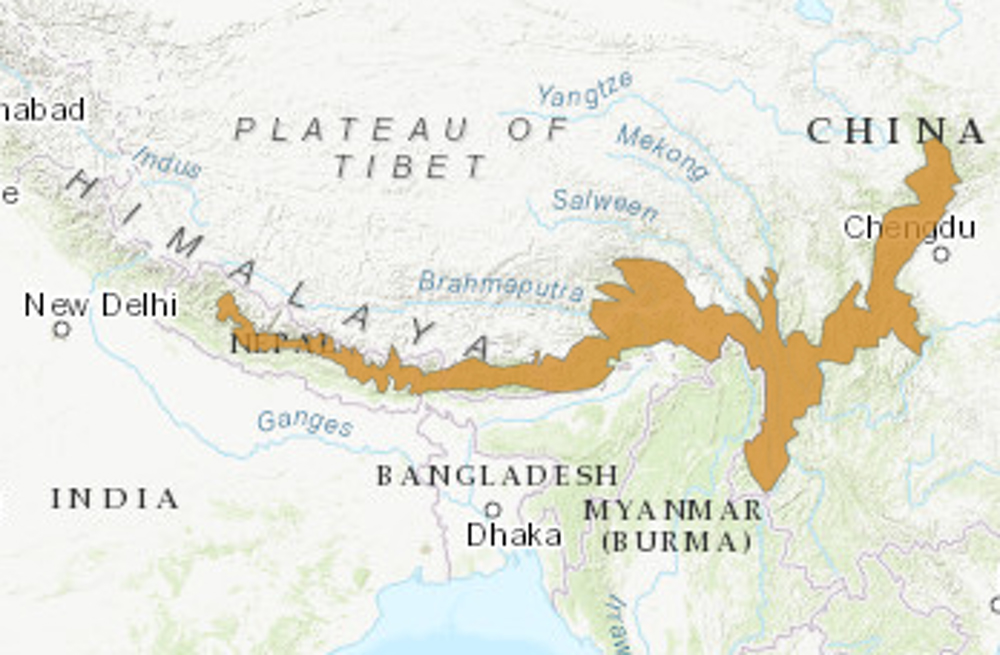 Yangtze
nabad
PLATEAU OF
TIBET
CHINA
Mekong
Indus
HIMALAYA
e
Salween
Chengdu
Brahmaputra
New Delhi
NEPAL
Ganges
BANGLADESH
INDIA
MYANMAR
(BURMA)
Dhaka
Irraw